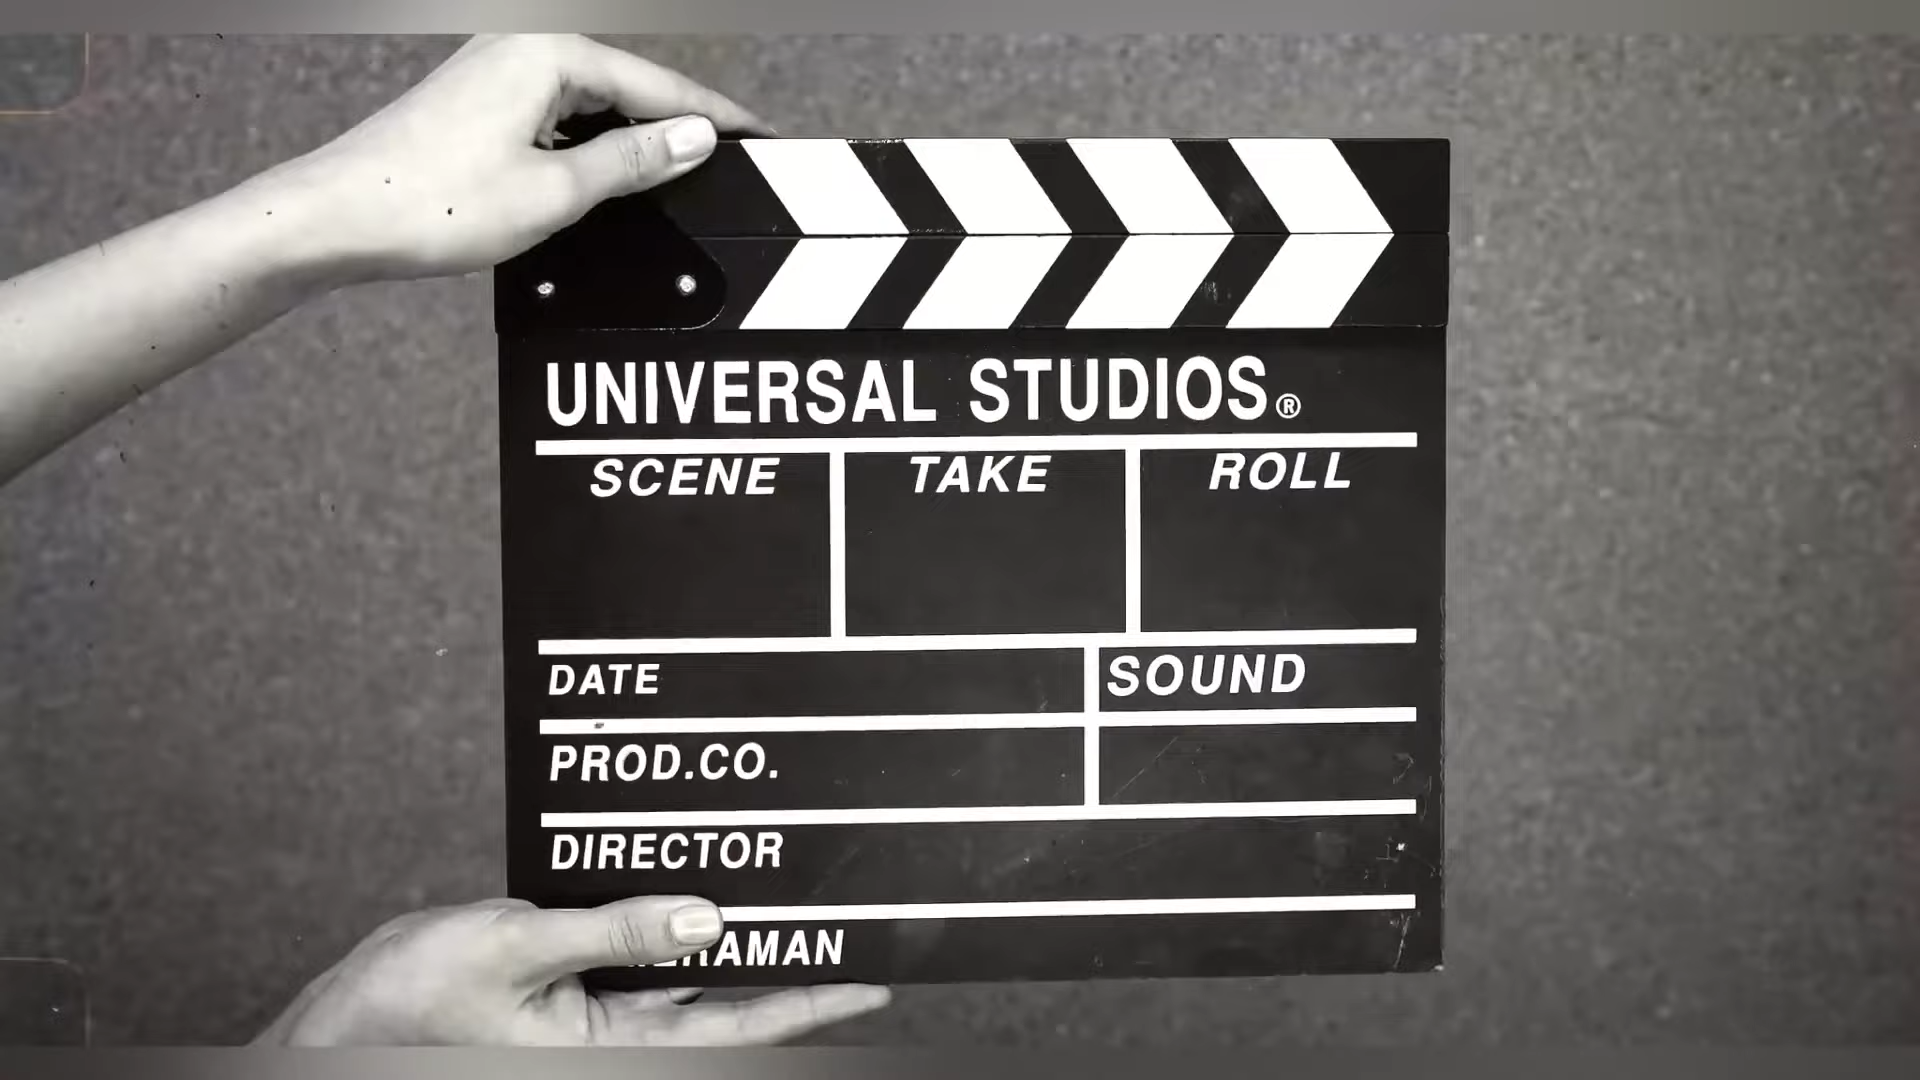 UNIVERSAL STUDIOS®
SCENE TAKE ROLL
DATE SOUND
PROD.CO.
DIRECTOR